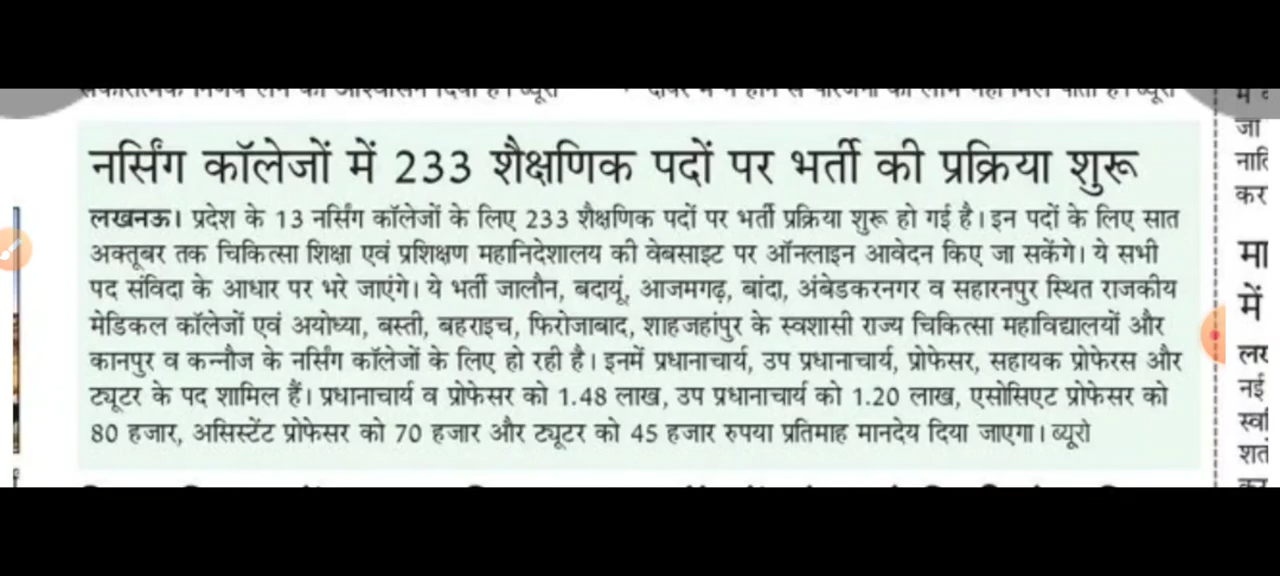 नर्सिंग कॉलेजों में 233 शैक्षणिक पदों पर भर्ती की प्रक्रिया शुरू
लखनऊ। प्रदेश के 13 नर्सिंग कॉलेजों के लिए 233 शैक्षणिक पदों पर भर्ती प्रक्रिया शुरू हो गई है। इन पदों के लिए सात
अक्तूबर तक चिकित्सा शिक्षा एवं प्रशिक्षण महानिदेशालय की वेबसाइट पर ऑनलाइन आवेदन किए जा सकेंगे। ये सभी
पद संविदा के आधार पर भरे जाएंगे। ये भर्ती जालौन, बदायूं, आजमगढ़, बांदा, अंबेडकरनगर व सहारनपुर स्थित राजकीय
मेडिकल कॉलेजों एवं अयोध्या, बस्ती, बहराइच, फिरोजाबाद, शाहजहांपुर के स्वशासी राज्य चिकित्सा महाविद्यालयों और
कानपुर व कन्नौज के नर्सिंग कॉलेजों के लिए हो रही है। इनमें प्रधानाचार्य, उप प्रधानाचार्य, प्रोफेसर, सहायक प्रोफेरस और
ट्यूटर के पद शामिल हैं। प्रधानाचार्य व प्रोफेसर को 1.48 लाख, उप प्रधानाचार्य को 1.20 लाख, एसोसिएट प्रोफेसर को
80 हजार, असिस्टेंट प्रोफेसर को 70 हजार और ट्यूटर को 45 हजार रुपया प्रतिमाह मानदेय दिया जाएगा। ब्यूरो
जा
कर
मा
में
लर
नई